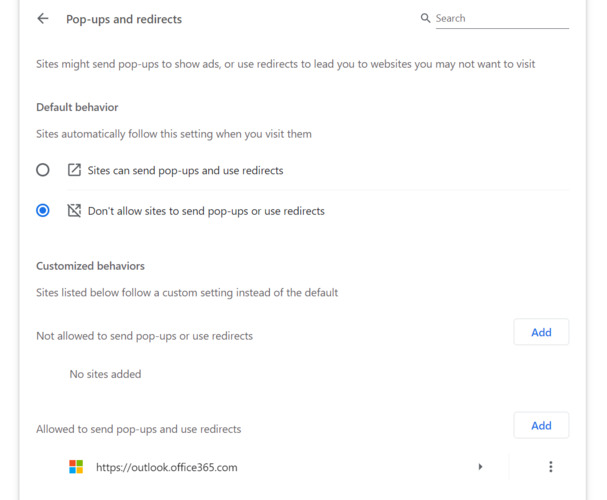 Pop-ups and redirects
Search
Sites might send pop-ups to show ads, or use redirects to lead you to websites you may not want to visit
Default behavior
Sites automatically follow this setting when you visit them
Sites can send pop-ups and use redirects
Don't allow sites to send pop-ups or use redirects
Customized behaviors
Sites listed below follow a custom setting instead of the default
Not allowed to send pop-ups or use redirects
Add
No sites added
Allowed to send pop-ups and use redirects
Add
https://outlook.office365.com